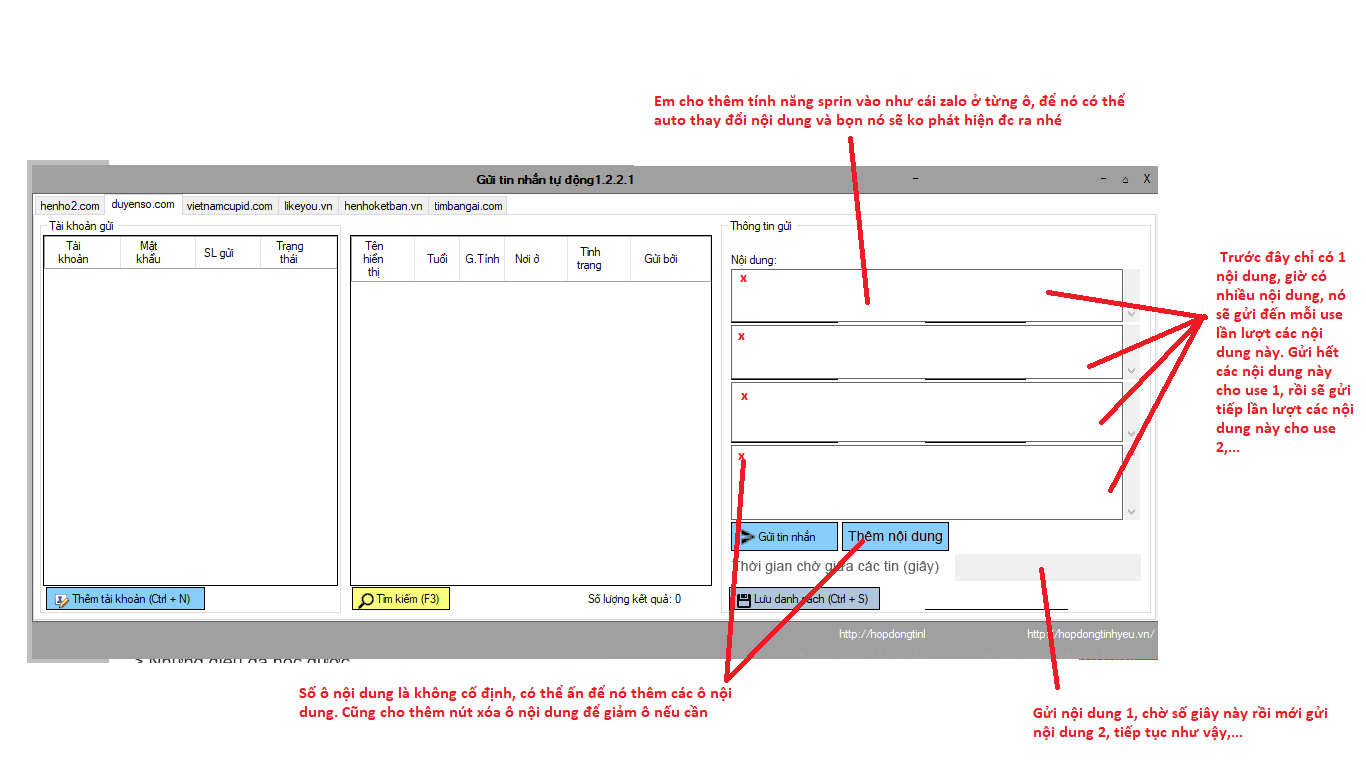 Em cho thêm tính năng sprin vào như cái zalo ở từng ô, để nó có thể
auto thay đổi nội dung và bọn nó sẽ ko phát hiện đc ra nhé
Gửi tin nhắn tự động1.2.2.1
X
henho2.com duyenso.com vietnamcupid.com likeyou.vn henhoketban.vn timbangai.com
Tài khoản gửi
Tài
khoản
Mật
khẩu
SL gửi
Trạng
thái
Tên
hiển
thị
Tuổi
G.Tính
Nơi ở
Tình
trạng
Gửi bởi
Thông tin gửi
Nội dung:
x
x
x
x
Trước đây chỉ có 1
nội dung, giờ có
nhiều nội dung, nó
sẽ gửi đến mỗi use
lần lượt các nội
dung này. Gửi hết
các nội dung này
cho use 1, rồi sẽ gửi
tiếp lần lượt các nội
dung này cho use
2,...
Gửi tin nhắn
Thêm nội dung
Thời gian chờ giữa các tin (giây)
Thêm tài khoản (Ctrl + N)
Tìm kiếm (F3)
Số lượng kết quả: 0
Lưu danh sách (Ctrl + S)
http://hopdongtinl
http://hopdongtinhyeu.vn/
Số ô nội dung là không cố định, có thể ấn để nó thêm các ô nội
dung. Cũng cho thêm nút xóa ô nội dung để giảm ô nếu cần
Gửi nội dung 1, chờ số giây này rồi mới gửi
nội dung 2, tiếp tục như vậy,...